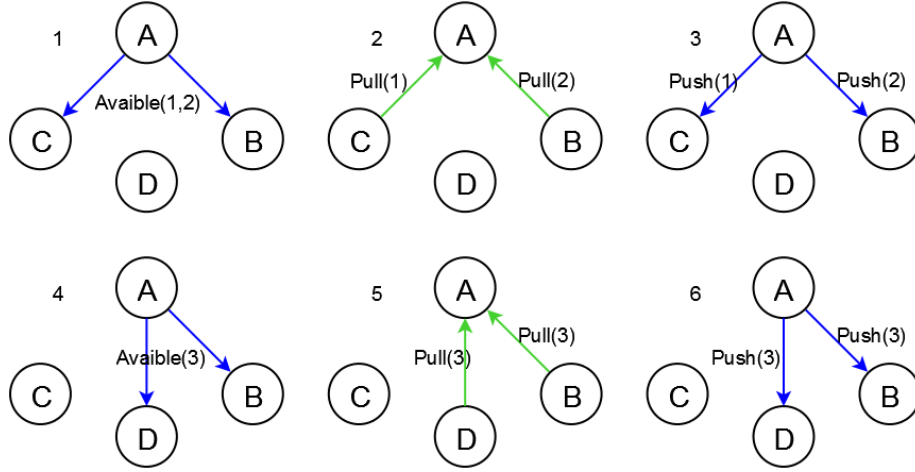 1
A
Avaible(1,2)
C
B
D
2
A
Pull(1)
Pull(2)
C
B
D
3
A
Push(1)
Push(2)
C
B
D
4
A
Avaible(3)
C
B
D
5
A
Pull(3)
Pull(3)
C
B
D
6
A
Push(3)
Push(3)
C
B
D